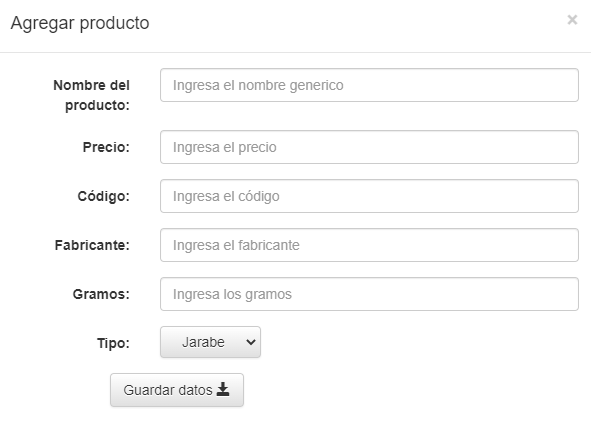 Agregar producto ×
Nombre del
producto:
Ingresa el nombre generico
Precio: Ingresa el precio
Código: Ingresa el código
Fabricante: Ingresa el fabricante
Gramos: Ingresa los gramos
Tipo: Jarabe
Guardar datos